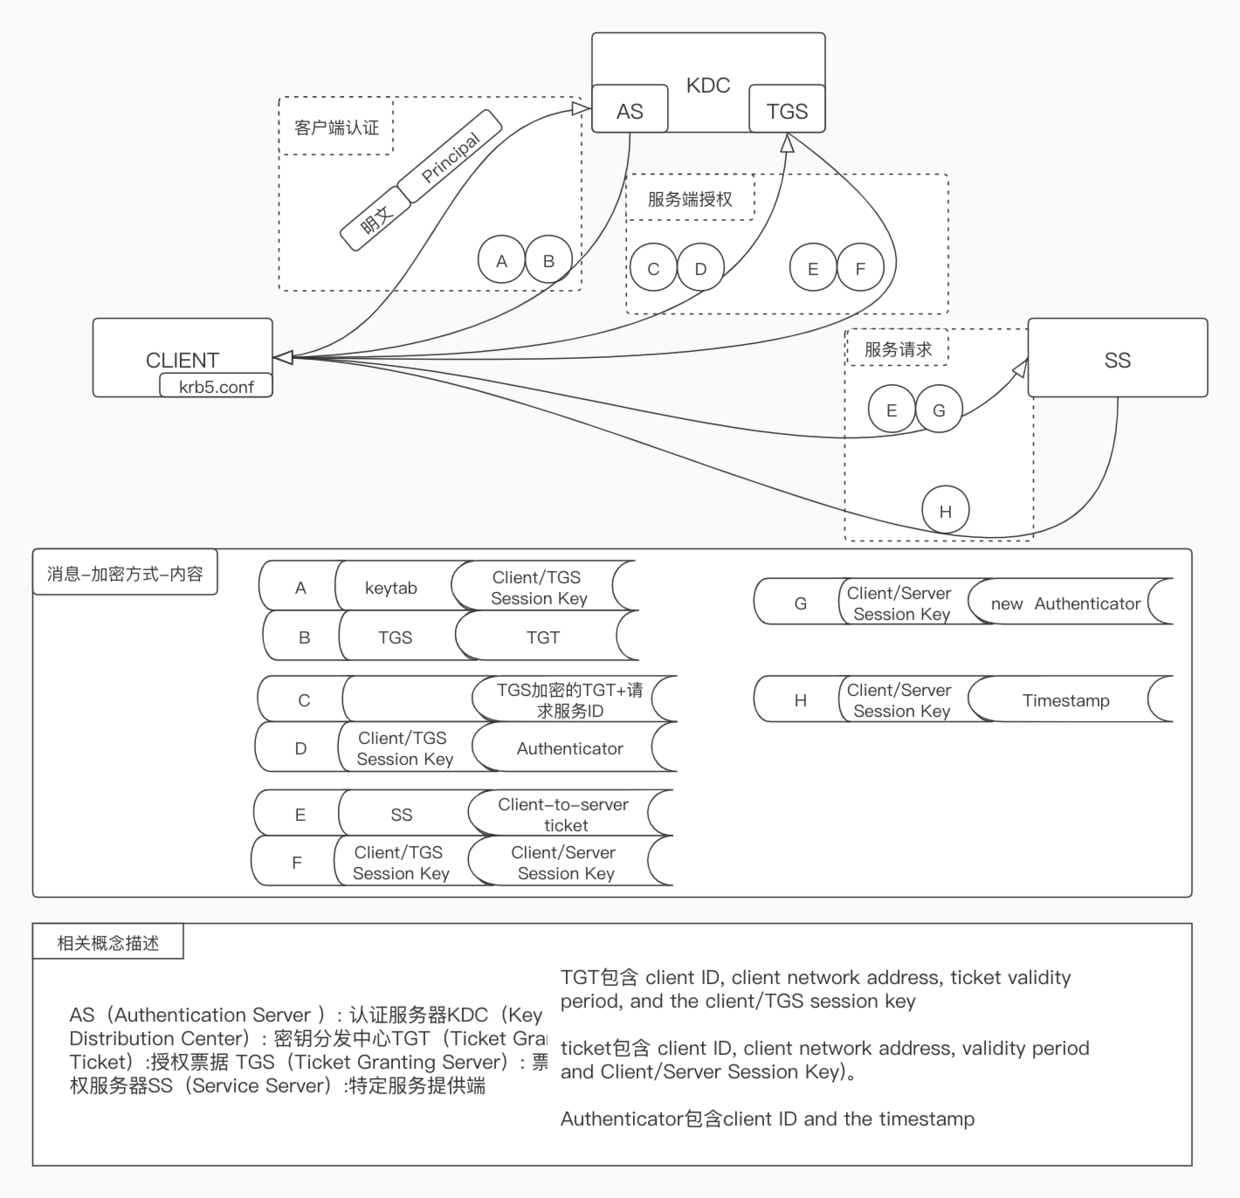 KDC
AS
TGS
客户端认证
明文
Principal
A
B
服务端授权
C
D
E
F
CLIENT
krb5.conf
服务请求
SS
E
G
H
消息–加密方式–内容
A
keytab
Client/TGS
Session Key
B
TGS
TGT
C
TGS加密的TGT+请
求服务ID
D
Client/TGS
Session Key
Authenticator
E
SS
Client–to–server
ticket
F
Client/TGS
Session Key
Client/Server
Session Key
G
Client/Server
Session Key
new Authenticator
H
Client/Server
Session Key
Timestamp
相关概念描述
AS（Authentication Server ）: 认证服务器KDC（Key
Distribution Center）: 密钥分发中心TGT（Ticket Gra
Ticket）:授权票据 TGS（Ticket Granting Server）: 票
权服务器SS（Service Server）:特定服务提供端
TGT包含 client ID, client network address, ticket validity
period, and the client/TGS session key
ticket包含 client ID, client network address, validity period
and Client/Server Session Key)。
Authenticator包含client ID and the timestamp